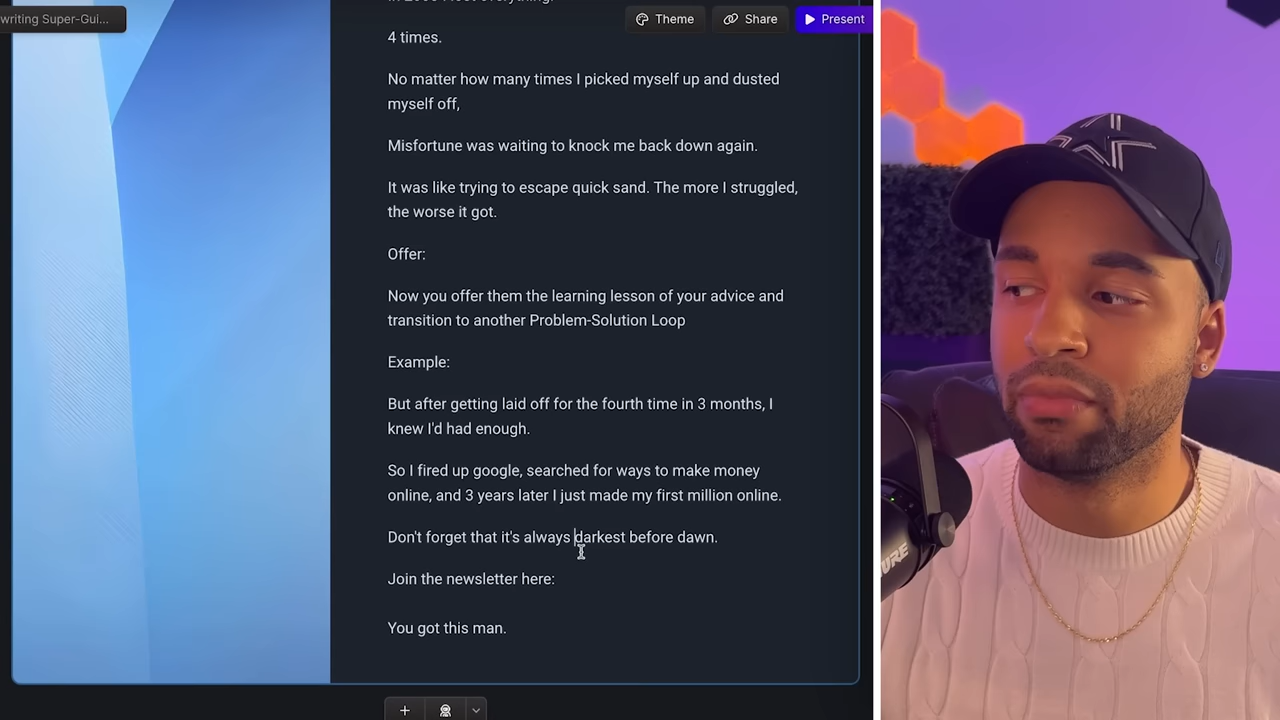 writing Super-Gui...
Theme
Share
Present
4 times.
No matter how many times I picked myself up and dusted
myself off,
Misfortune was waiting to knock me back down again.
It was like trying to escape quick sand. The more I struggled,
the worse it got.
Offer:
Now you offer them the learning lesson of your advice and
transition to another Problem-Solution Loop
Example:
But after getting laid off for the fourth time in 3 months, I
knew I'd had enough.
So I fired up google, searched for ways to make money
online, and 3 years later I just made my first million online.
Don't forget that it's always darkest before dawn.
Join the newsletter here:
You got this man.